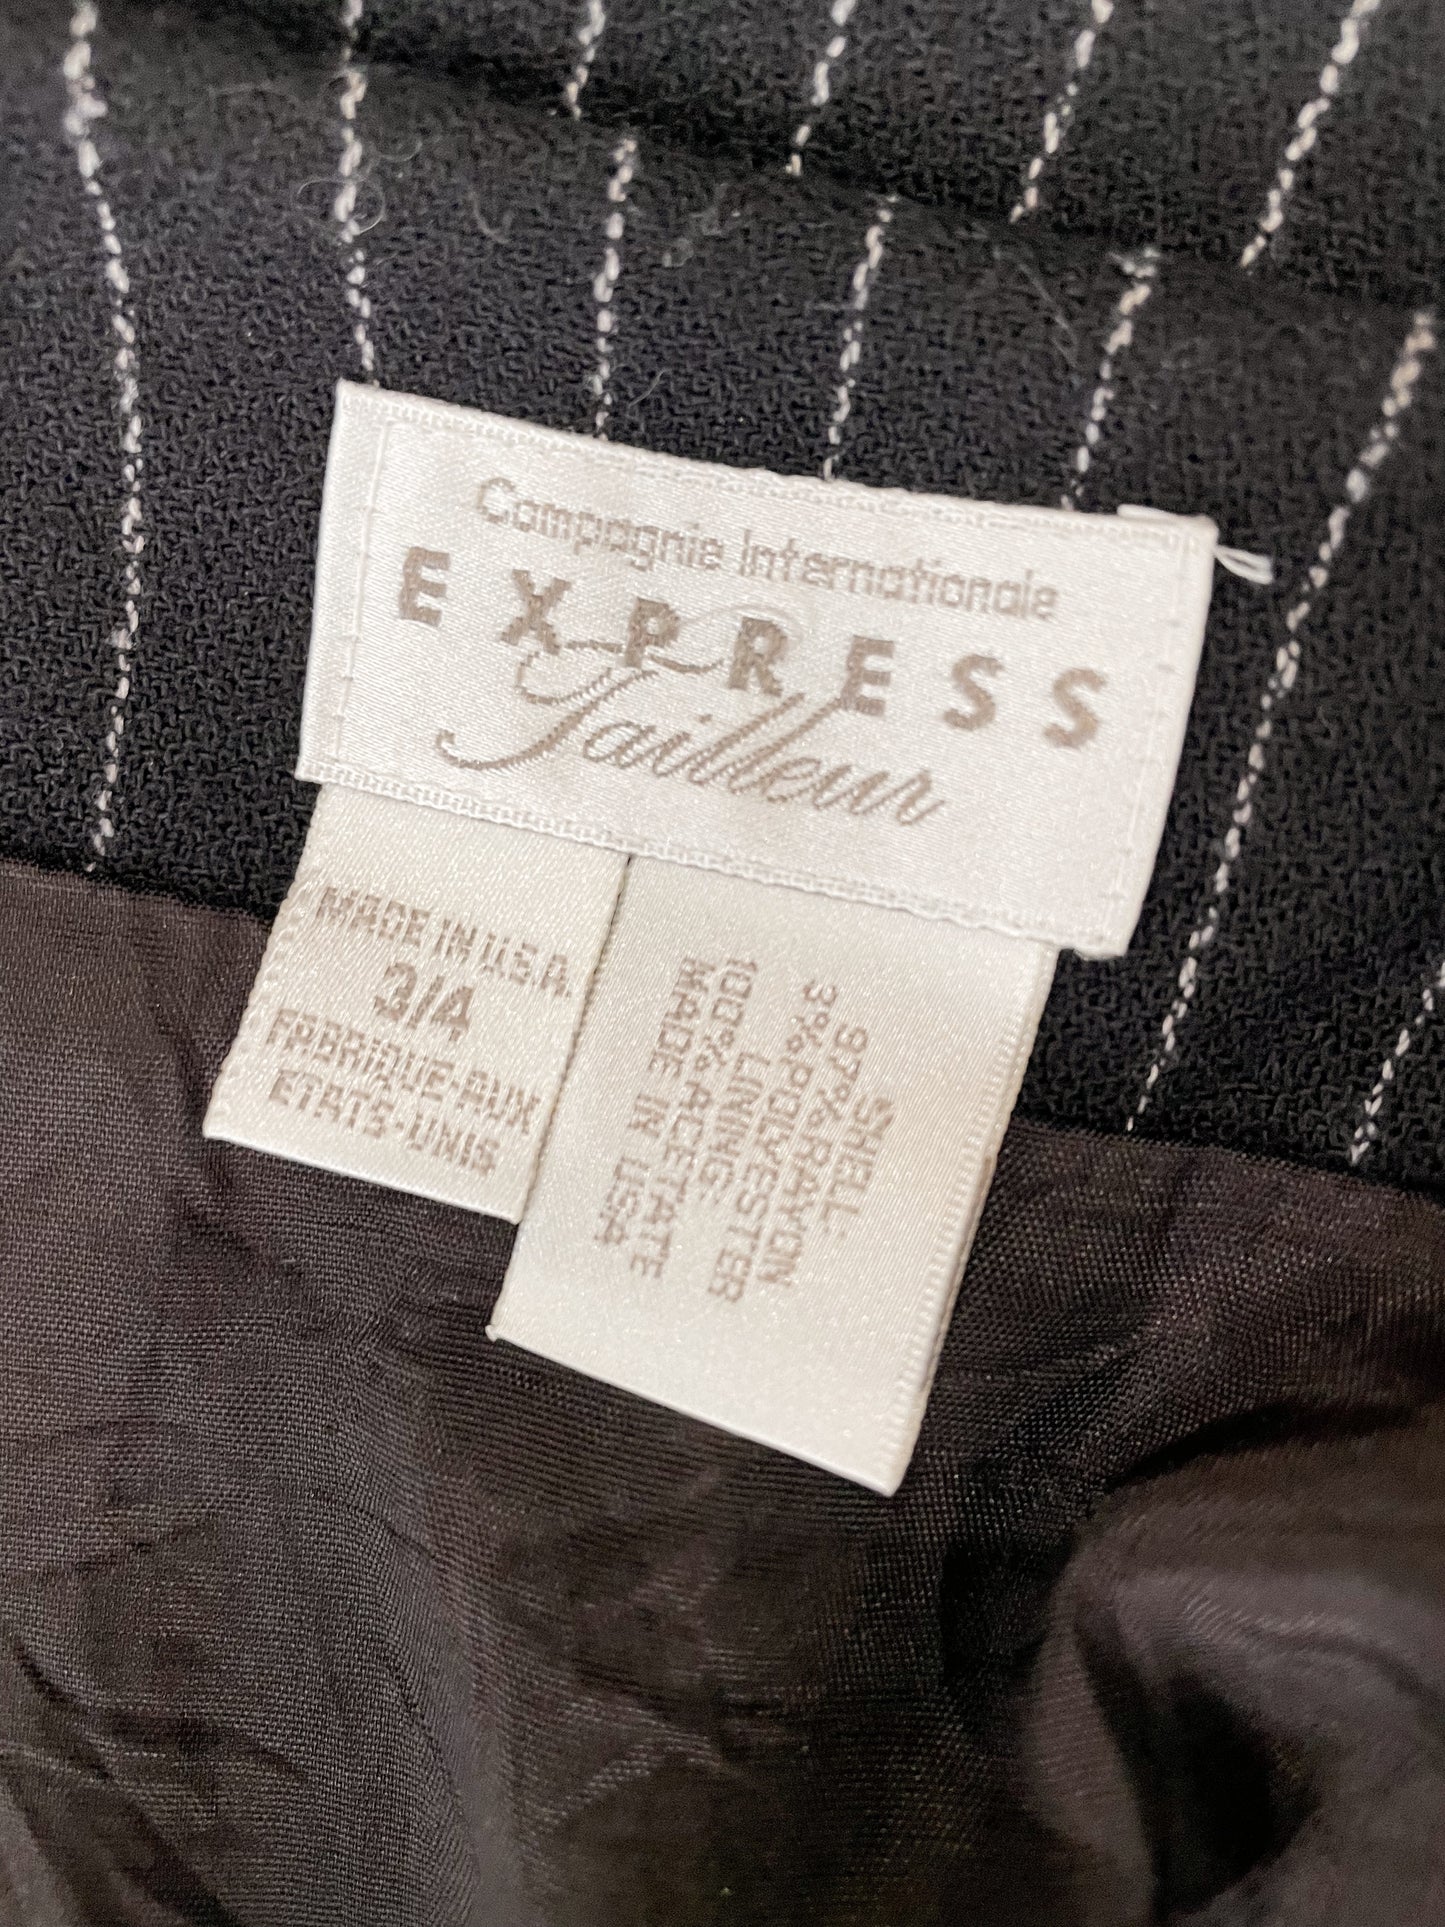 Compagnie Internationale
EXPRESS
Tailleur
MADE IN U.S.A.
3/4
FABRIQUE-AUX
ETATS-UNIS
SHELL:
97% RAYON
3% POLYESTER
LINING:
100% ACETATE
MADE IN USA